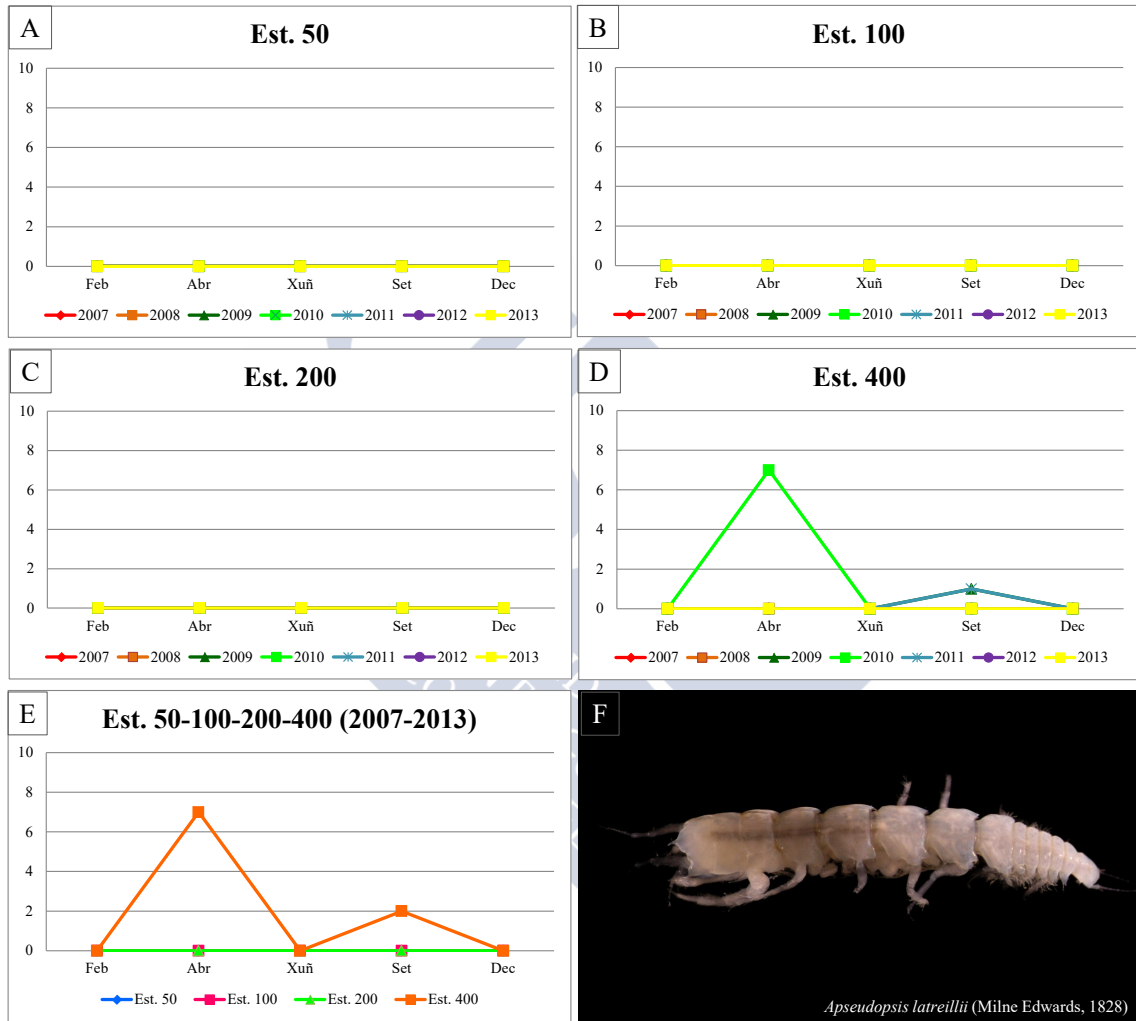 A
Est. 50
10
8
6
4
2
0
Feb Abr Xuñ Set Dec
2007 2008 2009 2010 2011 2012 2013
B
Est. 100
10
8
6
4
2
0
Feb Abr Xuñ Set Dec
2007 2008 2009 2010 2011 2012 2013
C
Est. 200
10
8
6
4
2
0
Feb Abr Xuñ Set Dec
2007 2008 2009 2010 2011 2012 2013
D
Est. 400
10
8
6
4
2
0
Feb Abr Xuñ Set Dec
2007 2008 2009 2010 2011 2012 2013
E
Est. 50-100-200-400 (2007-2013)
10
8
6
4
2
0
Feb Abr Xuñ Set Dec
Est. 50 Est. 100 Est. 200 Est. 400
F
Apseudopsis latreillii (Milne Edwards, 1828)